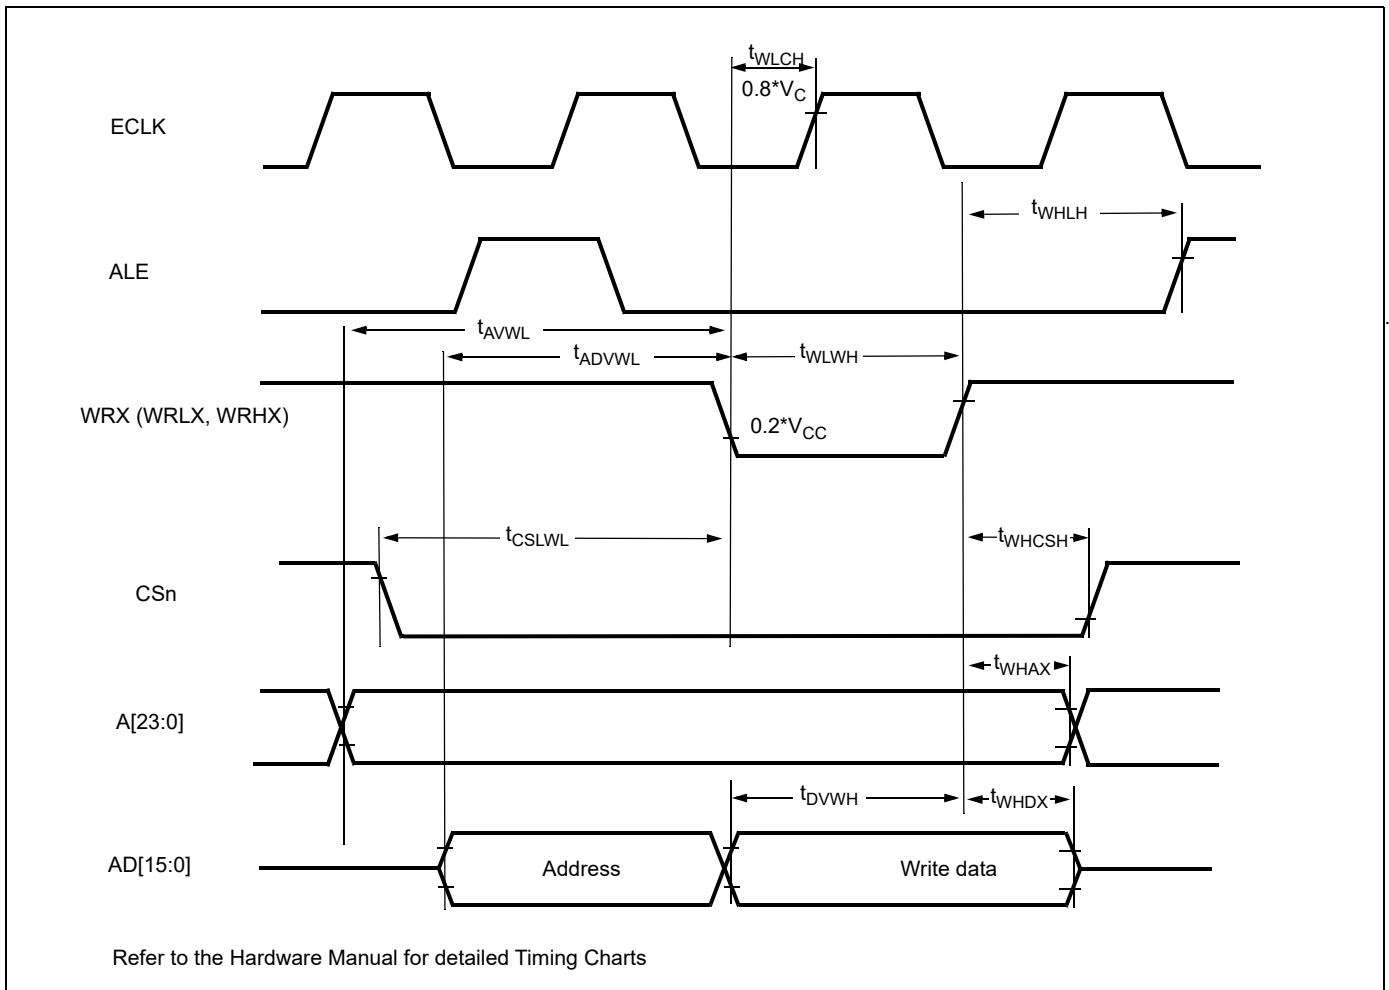 tWLCH
0.8*VC
ECLK
tWHLH
ALE
tAVWL
tADVWL
tWLWH
WRX (WRLX, WRHX)
0.2*VCC
tCSLWL
tWHCSH
CSn
tWHAX
A[23:0]
tDVWH
tWHDX
AD[15:0]
Address
Write data
Refer to the Hardware Manual for detailed Timing Charts